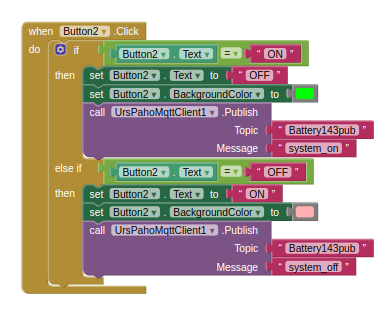 when Button2 .Click
do if Button2 . Text = " ON "
then set Button2 . Text to " OFF "
set Button2 . BackgroundColor to
call UrsPahoMqttClient1 .Publish
Topic " Battery143pub "
Message " system_on "
else if Button2 . Text = " OFF "
then set Button2 . Text to " ON "
set Button2 . BackgroundColor to
call UrsPahoMqttClient1 .Publish
Topic " Battery143pub "
Message " system_off "